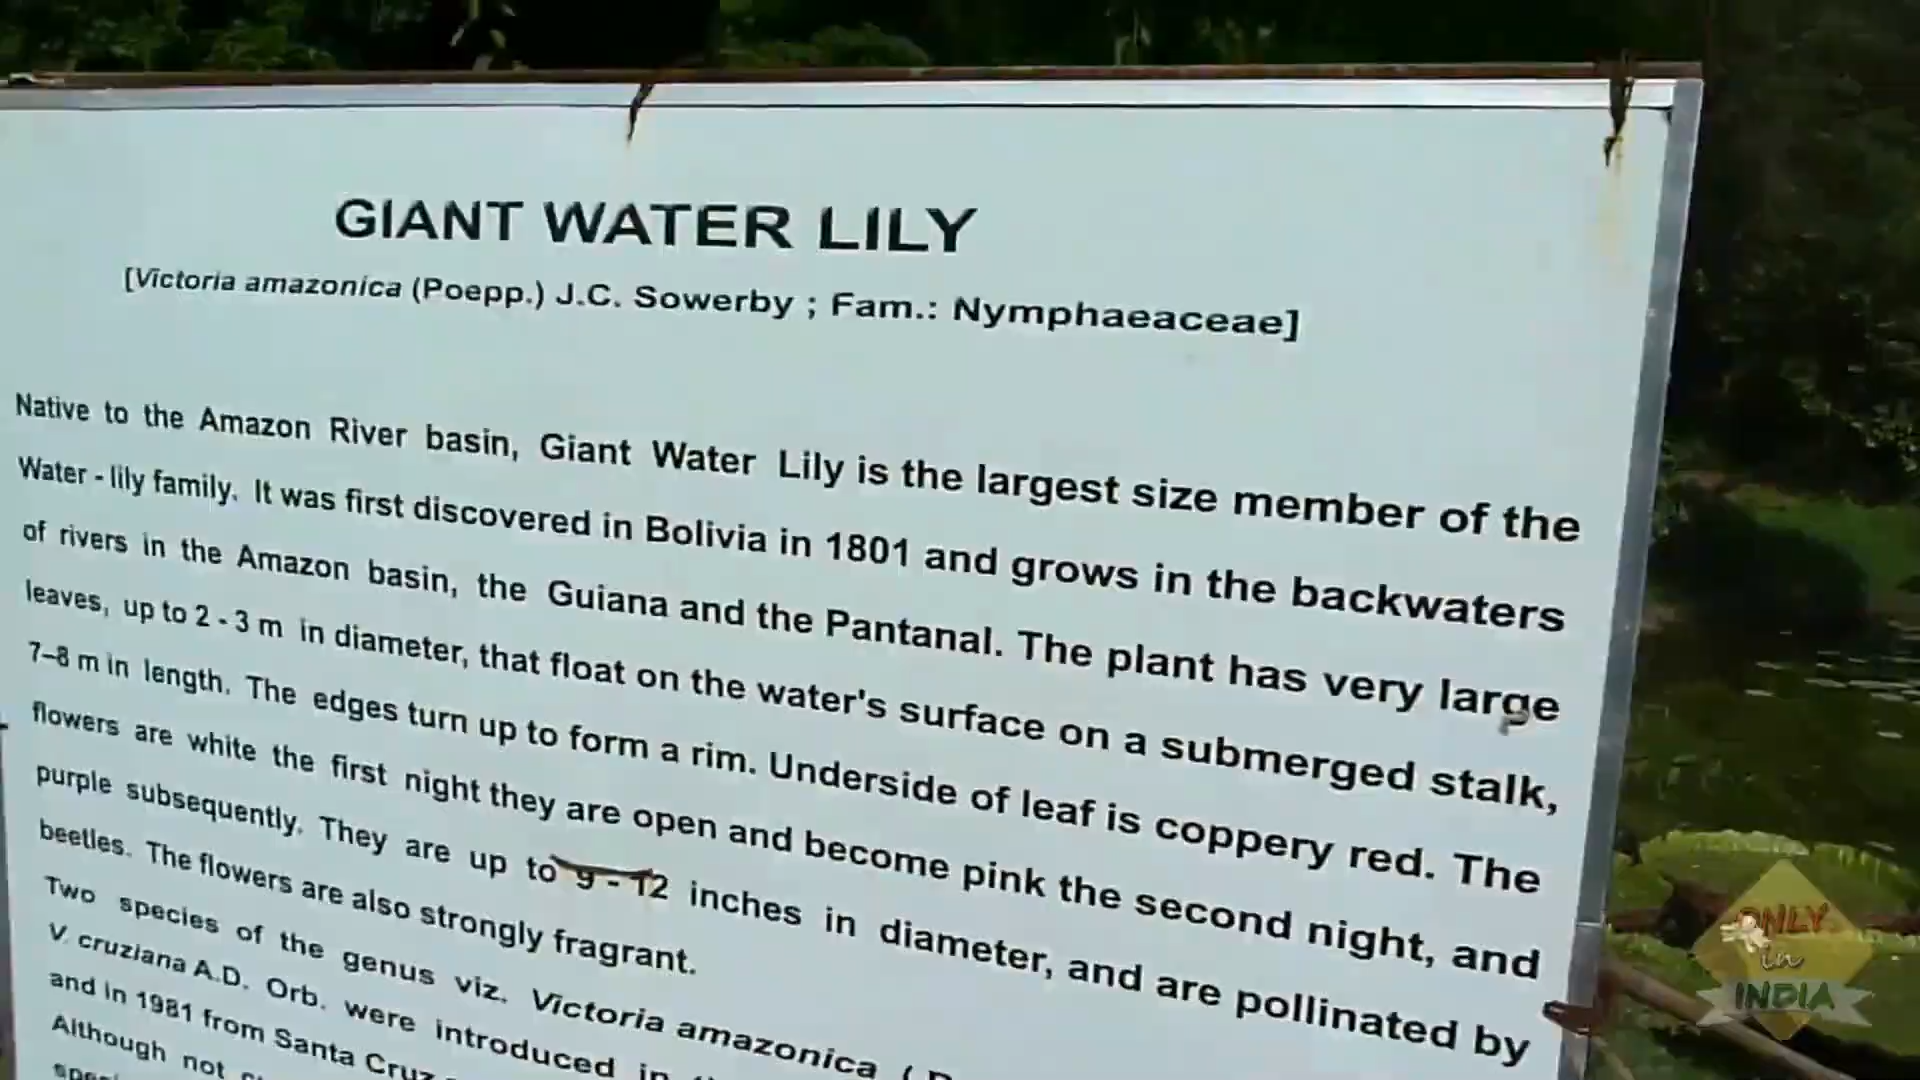 GIANT WATER LILY
[Victoria amazonica (Poepp.) J.C. Sowerby ; Fam.: Nymphaeaceae]
Native to the Amazon River basin, Giant Water Lily is the largest size member of the
Water - lily family. It was first discovered in Bolivia in 1801 and grows in the backwaters
of rivers in the Amazon basin, the Guiana and the Pantanal. The plant has very large
leaves, up to 2 - 3 m in diameter, that float on the water's surface on a submerged stalk,
7–8 m in length. The edges turn up to form a rim. Underside of leaf is coppery red. The
flowers are white the first night they are open and become pink the second night, and
purple subsequently. They are up to 9 - 12 inches in diameter, and are pollinated by
beetles. The flowers are also strongly fragrant.
Two species of the genus viz. Victoria amazonica (
V. cruziana A.D. Orb. were introduced in
and in 1981 from Santa Cruz
Although not
ONLY
in
INDIA